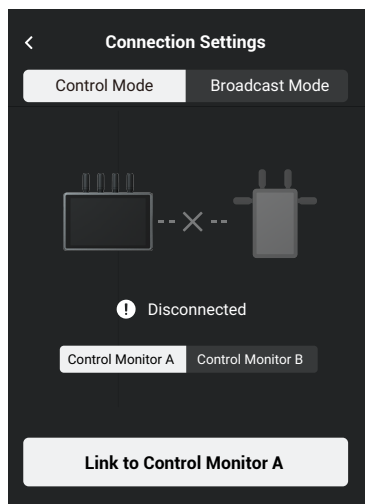 Connection Settings
Control Mode Broadcast Mode
! Disconnected
Control Monitor A Control Monitor B
Link to Control Monitor A